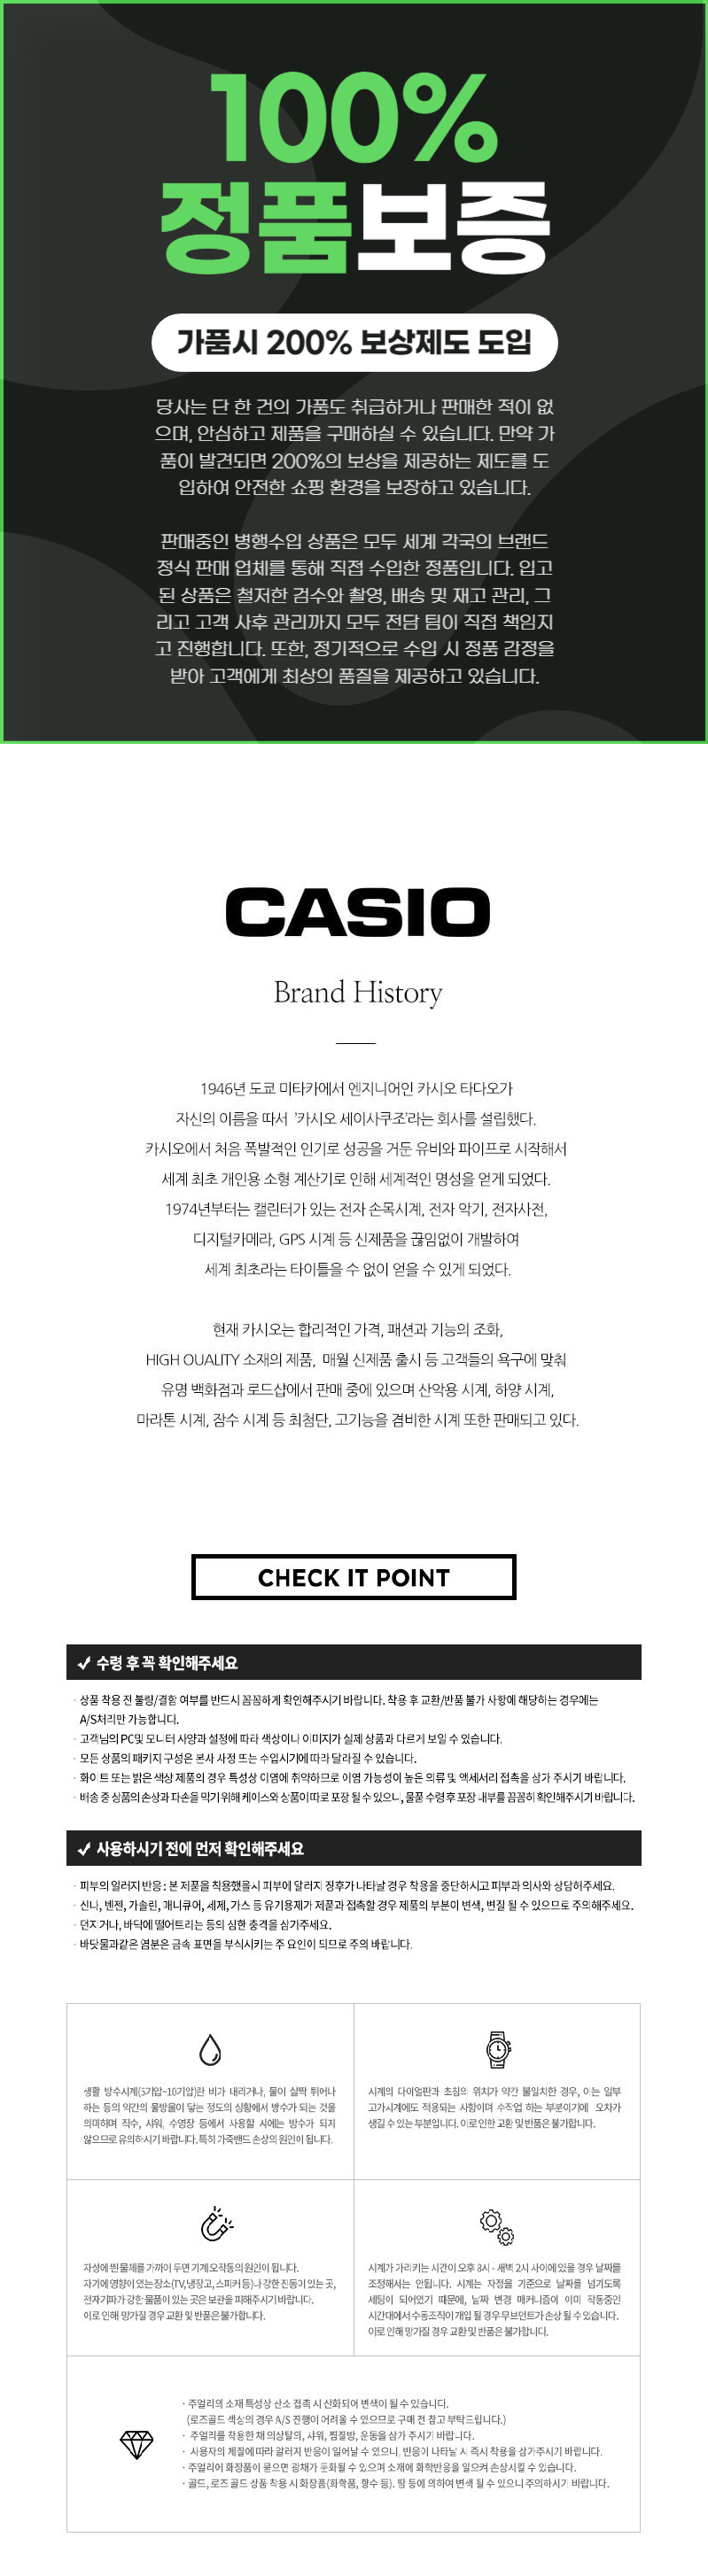 100%
정품보증
가품시 200% 보상제도 도입
당사는 단 한 건의 가품도 취급하거나 판매한 적이 없
으며, 안심하고 제품을 구매하실 수 있습니다. 만약 가
품이 발견되면 200%의 보상을 제공하는 제도를 도
입하여 안전한 쇼핑 환경을 보장하고 있습니다.
판매중인 병행수입 상품은 모두 세계 각국의 브랜드
정식 판매 업체를 통해 직접 수입한 정품입니다. 입고
된 상품은 철저한 검수와 촬영, 배송 및 재고 관리, 그
리고 고객 사후 관리까지 모두 전담 팀이 직접 책임지
고 진행합니다. 또한, 정기적으로 수입 시 정품 감정을
받아 고객에게 최상의 품질을 제공하고 있습니다.
CASIO
Brand History
1946년 도쿄 미타카에서 엔지니어인 카시오 타다오가
자신의 이름을 따서 '카시오 세이사쿠조'라는 회사를 설립했다.
카시오에서 처음 폭발적인 인기로 성공을 거둔 유비와 파이프로 시작해서
세계 최초 개인용 소형 계산기로 인해 세계적인 명성을 얻게 되었다.
1974년부터는 캘린터가 있는 전자 손목시계, 전자 악기, 전자사전,
디지털카메라, GPS 시계 등 신제품을 끊임없이 개발하여
세계 최초라는 타이틀을 수 없이 얻을 수 있게 되었다.
현재 카시오는 합리적인 가격, 패션과 기능의 조화,
HIGH QUALITY 소재의 제품, 매월 신제품 출시 등 고객들의 욕구에 맞춰
유명 백화점과 로드샵에서 판매 중에 있으며 산악용 시계, 하양 시계,
마라톤 시계, 잠수 시계 등 최첨단, 고기능을 겸비한 시계 또한 판매되고 있다.
CHECK IT POINT
✓ 수령 후 꼭 확인해주세요
· 상품 착용 전 불량/결함 여부를 반드시 꼼꼼하게 확인해주시기 바랍니다. 착용 후 교환/반품 불가 사항에 해당하는 경우에는
A/S처리만 가능합니다.
· 고객님의 PC및 모니터 사양과 설정에 따라 색상이나 이미지가 실제 상품과 다르게 보일 수 있습니다.
· 모든 상품의 패키지 구성은 본사 사정 또는 수입시기에 따라 달라질 수 있습니다.
· 화이트 또는 밝은 색상 제품의 경우 특성상 이염에 취약하므로 이염 가능성이 높은 의류 및 액세서리 접촉을 삼가 주시기 바랍니다.
· 배송 중 상품의 손상과 파손을 막기위해 케이스와 상품이 따로 포장 될 수 있으니, 물품 수령 후 포장 내부를 꼼꼼히 확인해주시기 바랍니다.
✓ 사용하시기 전에 먼저 확인해주세요
· 피부의 알러지 반응 : 본 제품을 착용했을시 피부에 알러지 징후가 나타날 경우 착용을 중단하시고 피부과 의사와 상담하주세요.
· 신나, 벤젠, 가솔린, 매니큐어, 세제, 가스 등 유기용제가 제품과 접촉할 경우 제품의 부분이 변색, 변질 될 수 있으므로 주의해주세요.
· 던지거나, 바닥에 떨어트리는 등의 심한 충격을 삼가주세요.
· 바닷물과같은 염분은 금속 표면을 부식시키는 주 요인이 되므로 주의 바랍니다.
생활 방수시계(5기압~10기압)란 비가 내리거나, 물이 살짝 튀어나
하는 등의 약간의 물방울이 닿는 정도의 상황에서 방수가 되는 것을
의미하며 직수, 샤워, 수영장 등에서 사용할 시에는 방수가 되지
않으므로 유의하시기 바랍니다. 특히 가죽밴드 손상의 원인이 됩니다.
시계의 다이얼판과 초침의 위치가 약간 불일치한 경우, 이는 일부
고가시계에도 적용되는 사항이며 수작업 하는 부분이기에 오차가
생길 수 있는 부분입니다. 이로 인한 교환 및 반품은 불가합니다.
자성에 띈 물체를 가까이 두면 기계 오작동의 원인이 됩니다.
자기에 영향이 있는 장소(TV,냉장고, 스피커 등)나 강한 진동이 있는 곳,
전자기파가 강한 물품이 있는 곳은 보관을 피해주시기 바랍니다.
이로 인해 망가질 경우 교환 및 반품은 불가합니다.
시계가 가리키는 시간이 오후 8시 - 새벽 2시 사이에 있을 경우 날짜를
조정해서는 안됩니다. 시계는 자정을 기준으로 날짜를 넘기도록
세팅이 되어있기 때문에, 날짜 변경 메커니즘이 이미 작동중인
시간대에서 수동조작이 개입 될 경우 무브먼트가 손상 될 수 있습니다.
이로 인해 망가질 경우 교환 및 반품은 불가합니다.
· 주얼리의 소재 특성상 산소 접촉 시 산화되어 변색이 될 수 있습니다.
(로즈골드 색상의 경우 A/S 진행이 어려울 수 있으므로 구매 전 참고 부탁드립니다.)
· 주얼리를 착용한 채 의상탈의, 샤워, 찜질방, 운동을 삼가 주시기 바랍니다.
· 사용자의 체질에 따라 알러지 반응이 일어날 수 있으니, 반응이 나타날 시 즉시 착용을 삼가주시기 바랍니다.
· 주얼리에 화장품이 묻으면 광채가 둔화될 수 있으며 소재에 화학반응을 일으켜 손상시킬 수 있습니다.
· 골드, 로즈 골드 상품 착용 시 화장품(화학품, 향수 등), 땀 등에 의하여 변색 될 수 있으니 주의하시기 바랍니다.